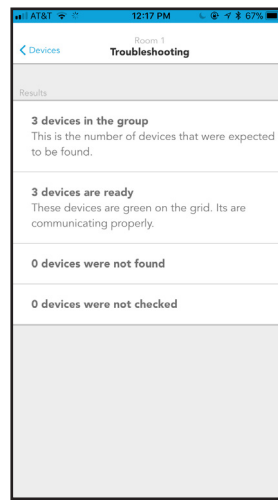 AT&T 12:17 PM 67%
Room 1
Devices Troubleshooting
Results
3 devices in the group
This is the number of devices that were expected
to be found.
3 devices are ready
These devices are green on the grid. Its are
communicating properly.
0 devices were not found
0 devices were not checked